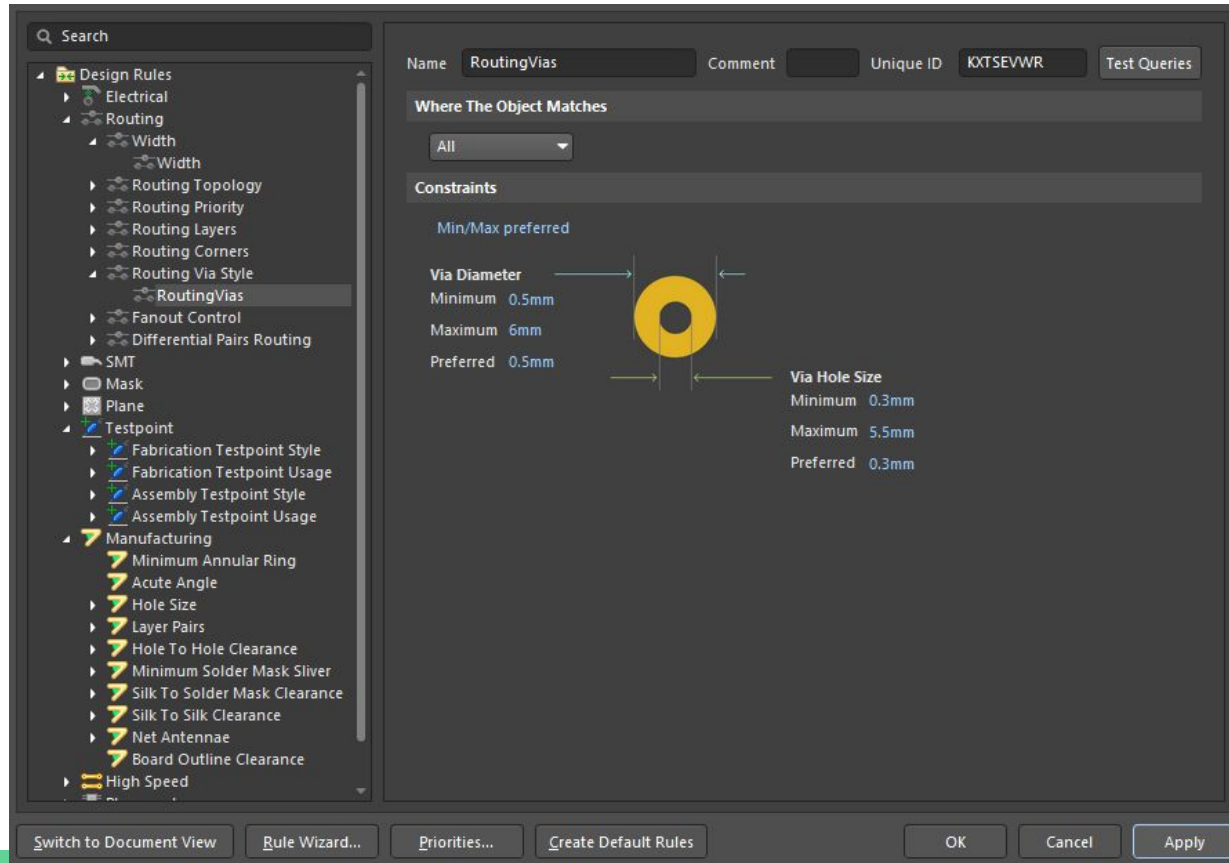 Search
Design Rules
Electrical
Routing
Width
Width
Routing Topology
Routing Priority
Routing Layers
Routing Corners
Routing Via Style
RoutingVias
Fanout Control
Differential Pairs Routing
SMT
Mask
Plane
Testpoint
Fabrication Testpoint Style
Fabrication Testpoint Usage
Assembly Testpoint Style
Assembly Testpoint Usage
Manufacturing
Minimum Annular Ring
Acute Angle
Hole Size
Layer Pairs
Hole To Hole Clearance
Minimum Solder Mask Sliver
Silk To Solder Mask Clearance
Silk To Silk Clearance
Net Antennae
Board Outline Clearance
High Speed
Name RoutingVias Comment Unique ID KXTSEVWR Test Queries
Where The Object Matches
All
Constraints
Min/Max preferred
Via Diameter
Minimum 0.5mm
Maximum 6mm
Preferred 0.5mm
Via Hole Size
Minimum 0.3mm
Maximum 5.5mm
Preferred 0.3mm
Switch to Document View Rule Wizard... Priorities... Create Default Rules OK Cancel Apply